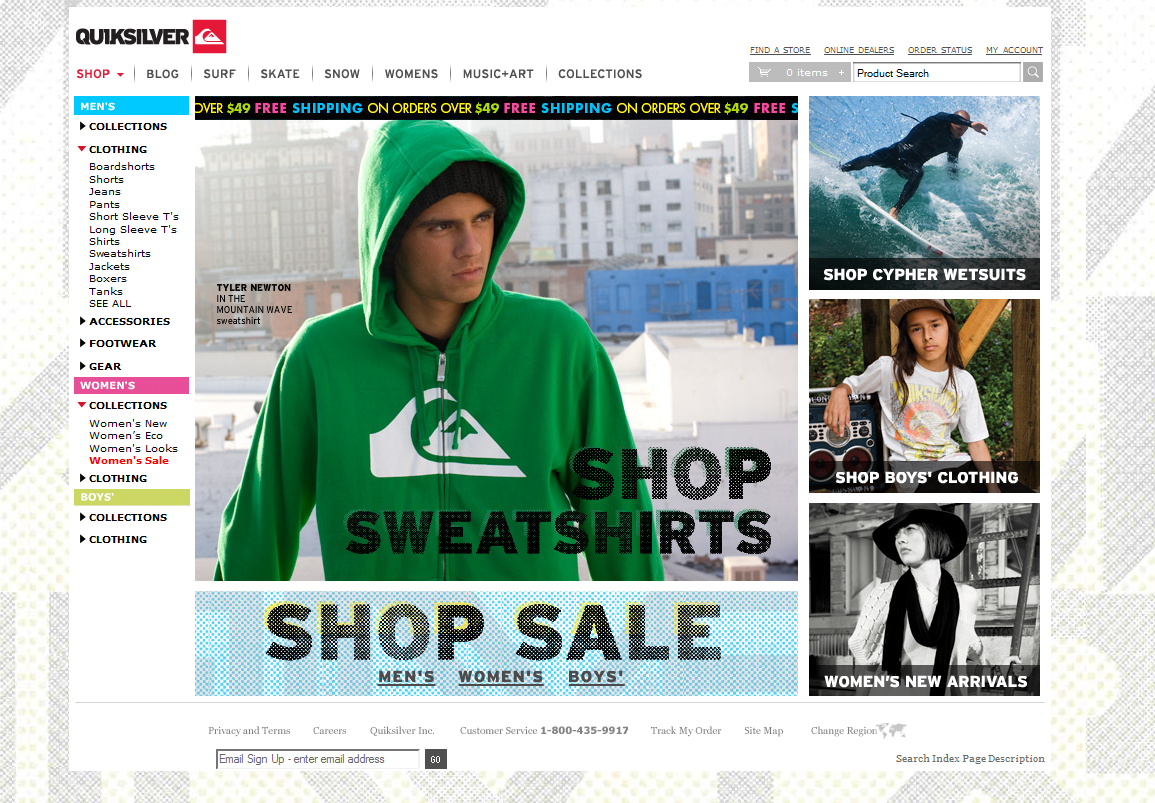 QUIKSILVER
FIND A STORE ONLINE DEALERS ORDER STATUS MY ACCOUNT
SHOP BLOG SURF SKATE SNOW WOMENS MUSIC+ART COLLECTIONS
0 items + Product Search
MEN'S
COLLECTIONS
CLOTHING
Boardshorts
Shorts
Jeans
Pants
Short Sleeve T's
Long Sleeve T's
Shirts
Sweatshirts
Jackets
Boxers
Tanks
SEE ALL
ACCESSORIES
FOOTWEAR
GEAR
WOMEN'S
COLLECTIONS
Women's New
Women's Eco
Women's Looks
Women's Sale
CLOTHING
BOYS'
COLLECTIONS
CLOTHING
OVER $49 FREE SHIPPING ON ORDERS OVER $49 FREE SHIPPING ON ORDERS OVER $49 FREE S
TYLER NEWTON
IN THE
MOUNTAIN WAVE
sweatshirt
SHOP
SWEATSHIRTS
SHOP SALE
MEN'S WOMEN'S BOYS'
SHOP CYPHER WETSUITS
QUIKSILVER
SHOP BOYS' CLOTHING
WOMEN'S NEW ARRIVALS
Privacy and Terms Careers Quiksilver Inc. Customer Service 1-800-435-9917 Track My Order Site Map Change Region
Email Sign Up - enter email address GO
Search Index Page Description